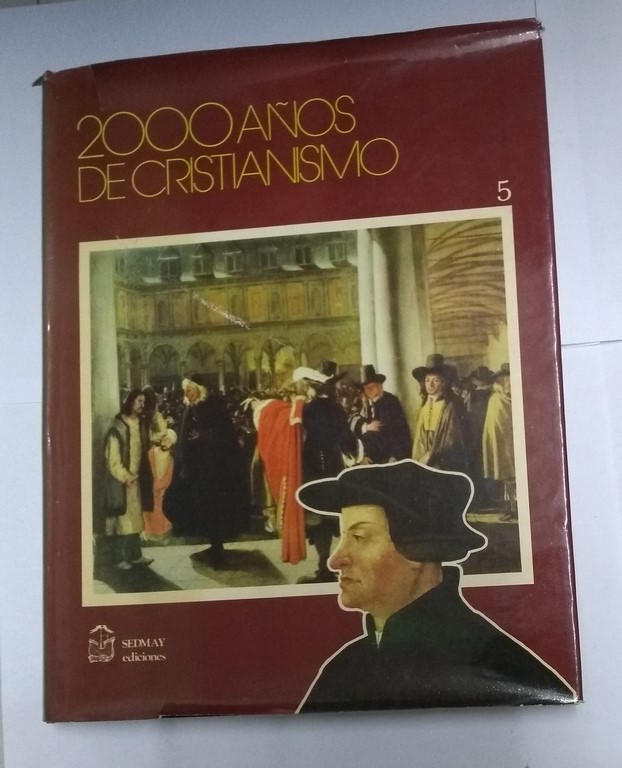 2000 AÑOS
DE CRISTIANISMO
5
SEDMAY
ediciones